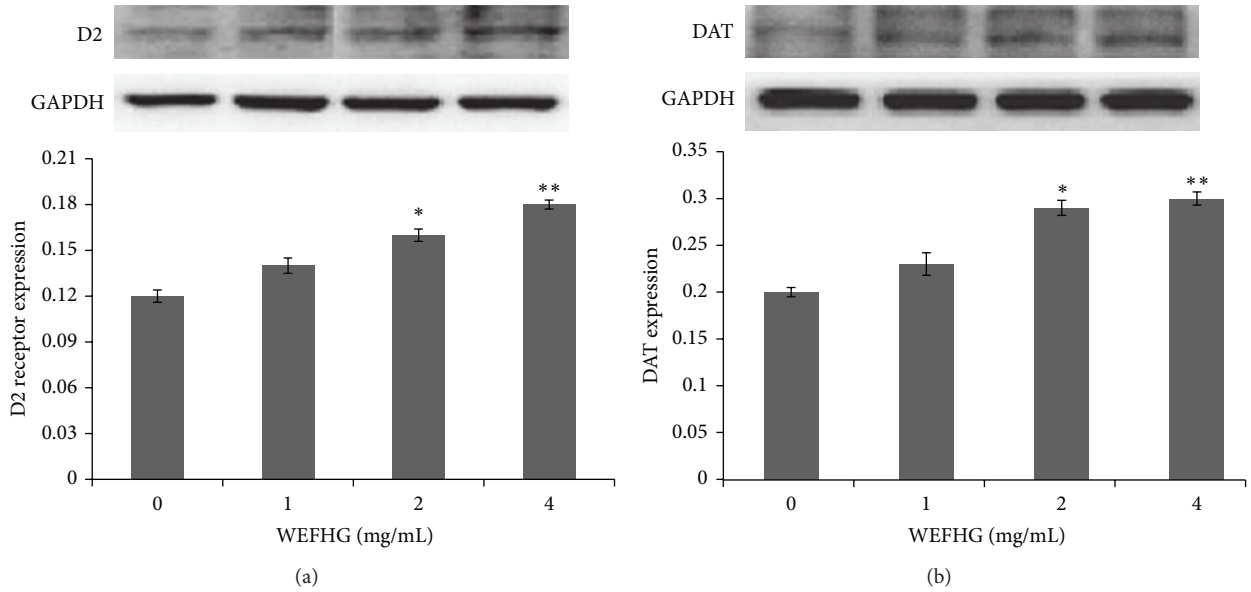 D2
GAPDH
0.21
0.18
0.15
0.12
0.09
0.06
0.03
0
D2 receptor expression
*
**
0 1 2 4
WEFHG (mg/mL)
(a)
DAT
GAPDH
0.35
0.3
0.25
0.2
0.15
0.1
0.05
0
DAT expression
*
**
0 1 2 4
WEFHG (mg/mL)
(b)